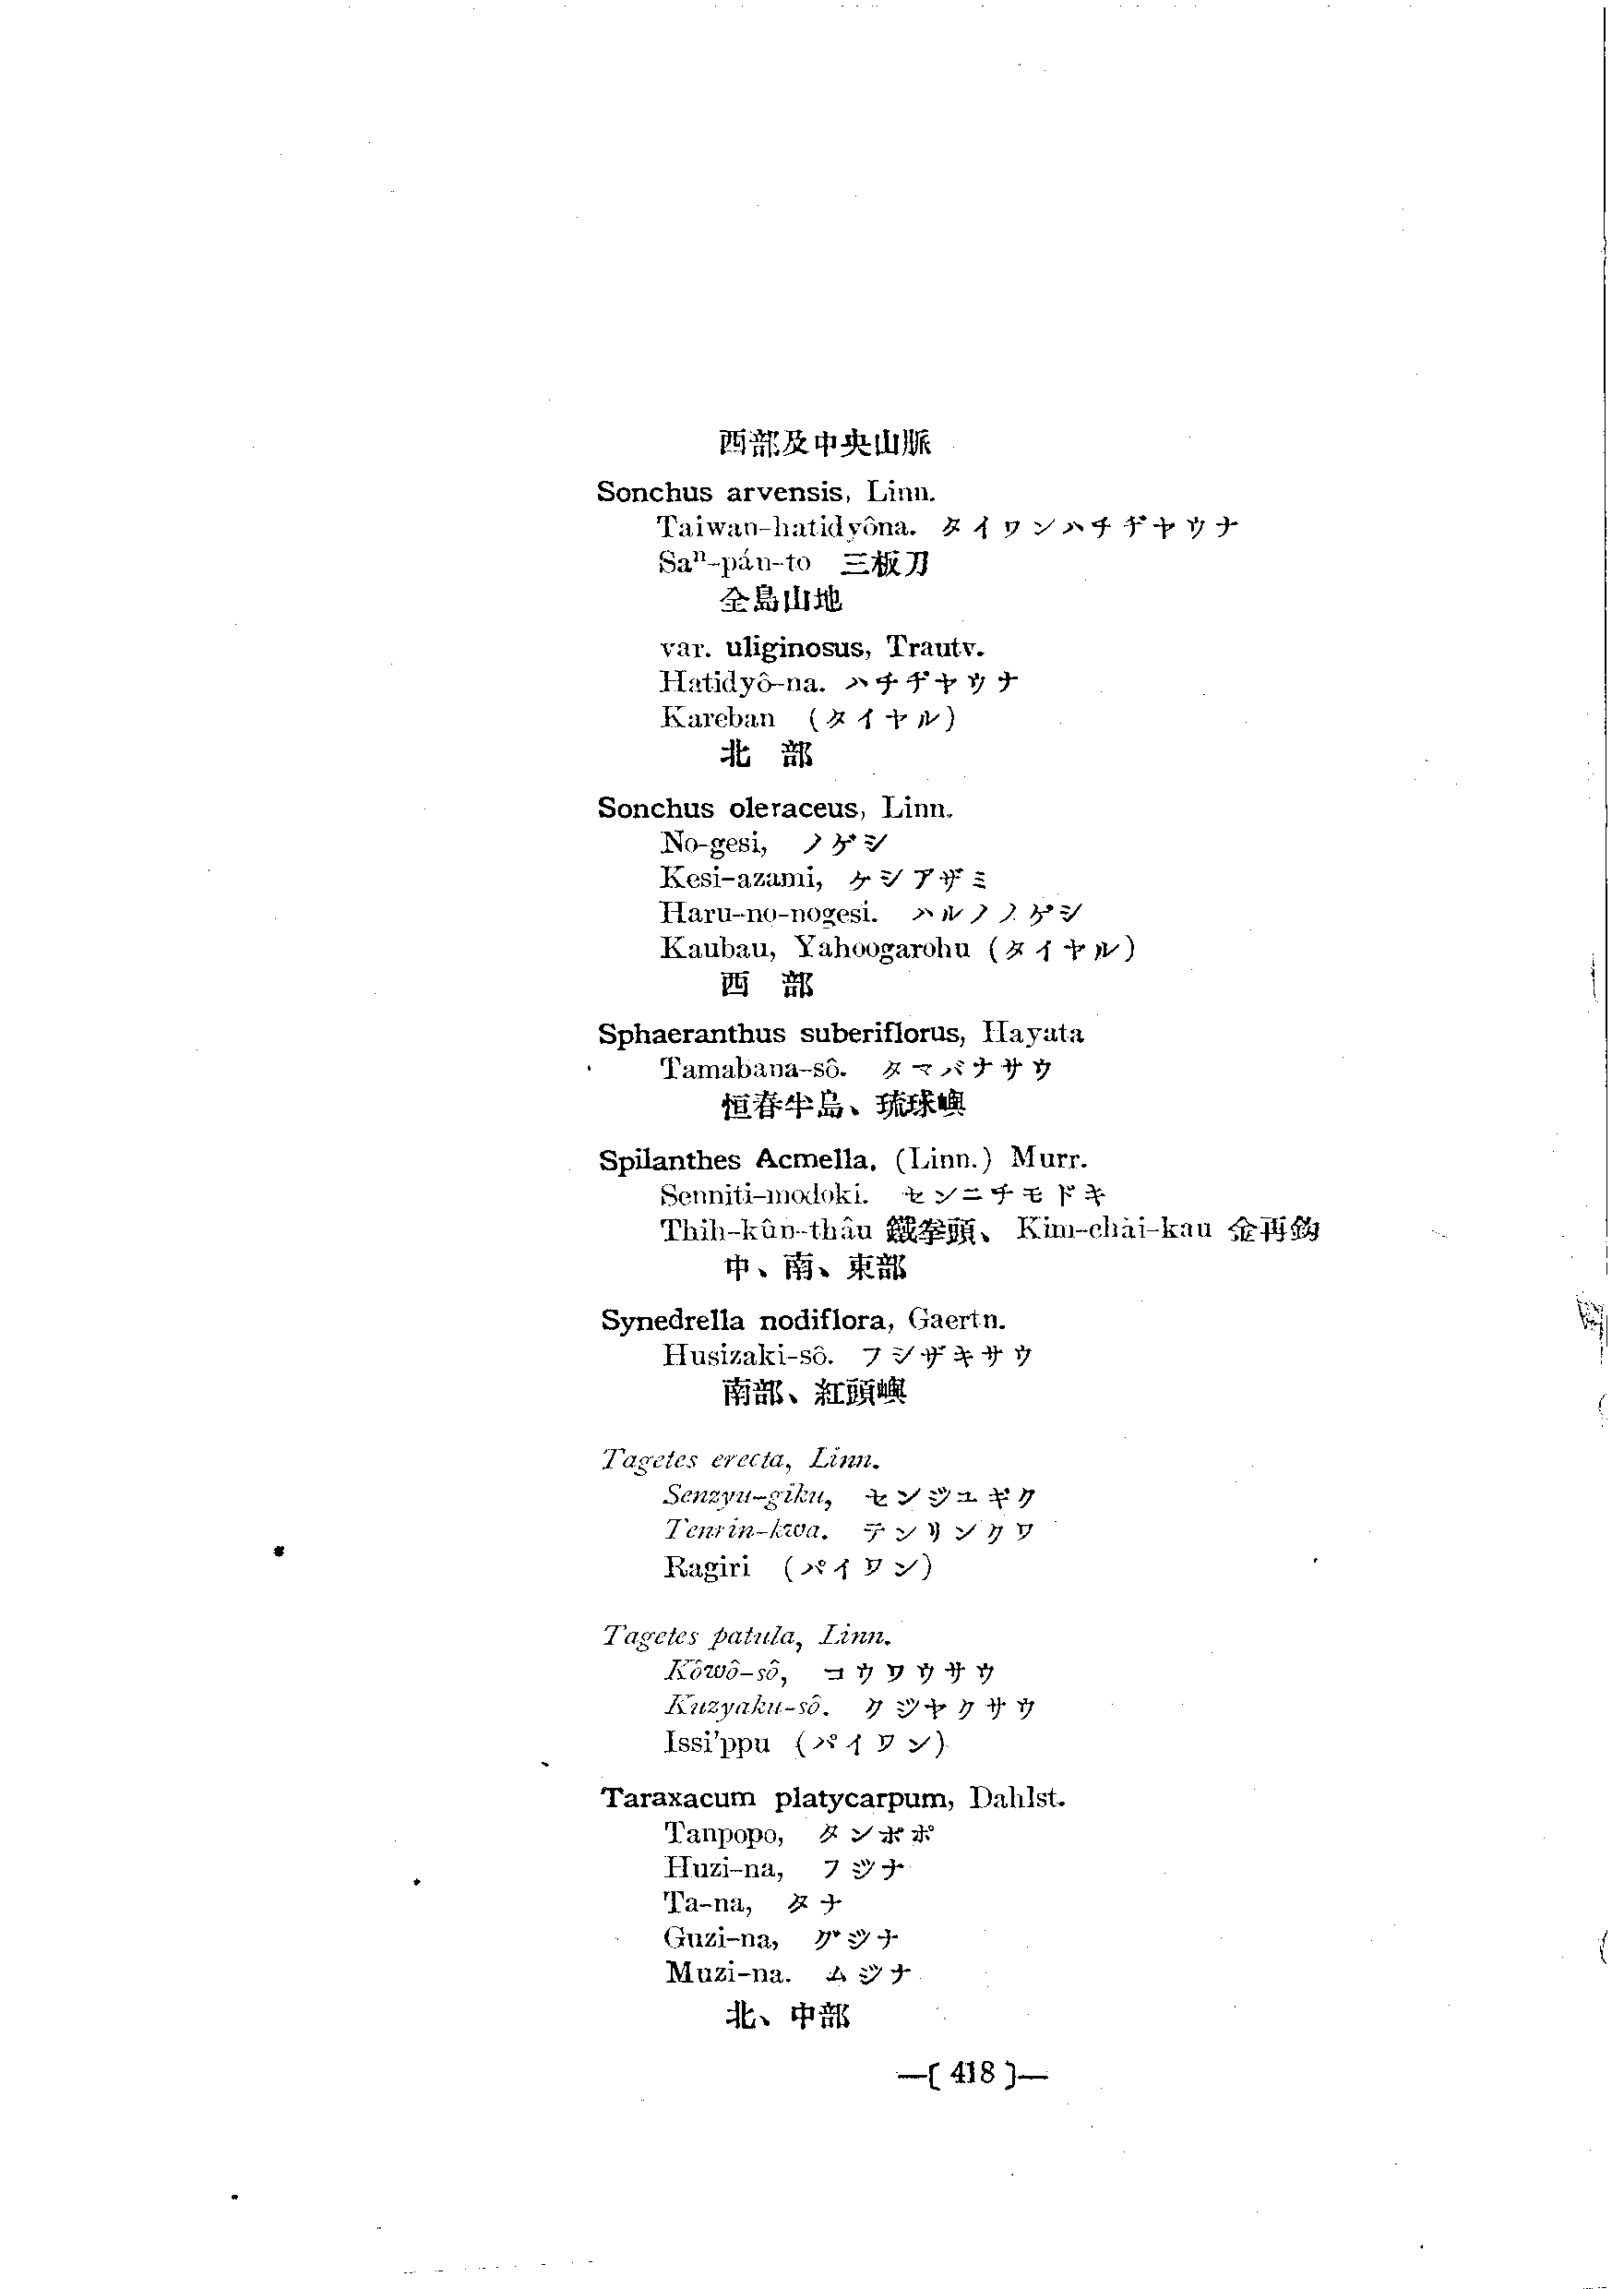 西部及中央山脈
Sonchus arvensis, Linn.
Taiwan-hatidyôna. タイワンハチヂヤウナ
Saⁿ-pán-to 三板刀
全島山地
var. uliginosus, Trautv.
Hatidyô-na. ハチヂヤウナ
Kareban (タイヤル)
北 部
Sonchus oleraceus, Linn.
No-gesi, ノゲシ
Kesi-azami, ケシアザミ
Haru-no-nogesi. ハルノノゲシ
Kaubau, Yahoogarohu (タイヤル)
西 部
Sphaeranthus suberiflorus, Hayata
Tamabana-sô. タマバナサウ
恒春半島、琉球嶼
Spilanthes Acmella, (Linn.) Murr.
Senniti-modoki. センニチモドキ
Thih-kûn-thâu 鐵拳頭、 Kim-chài-kau 金再鈎
中、南、東部
Synedrella nodiflora, Gaertn.
Husizaki-sô. フシザキサウ
南部、紅頭嶼
Tagetes erecta, Linn.
Senzyu-giku, センジユギク
Tenrin-kwa. テンリンクワ
Ragiri (パイワン)
Tagetes patula, Linn.
Kôwô-sô, コウワウサウ
Kuzyaku-sô. クジヤクサウ
Issi'ppu (パイワン)
Taraxacum platycarpum, Dahlst.
Tanpopo, タンポポ
Huzi-na, フジナ
Ta-na, タナ
Guzi-na, グジナ
Muzi-na. ムジナ
北、中部
—( 418 )—